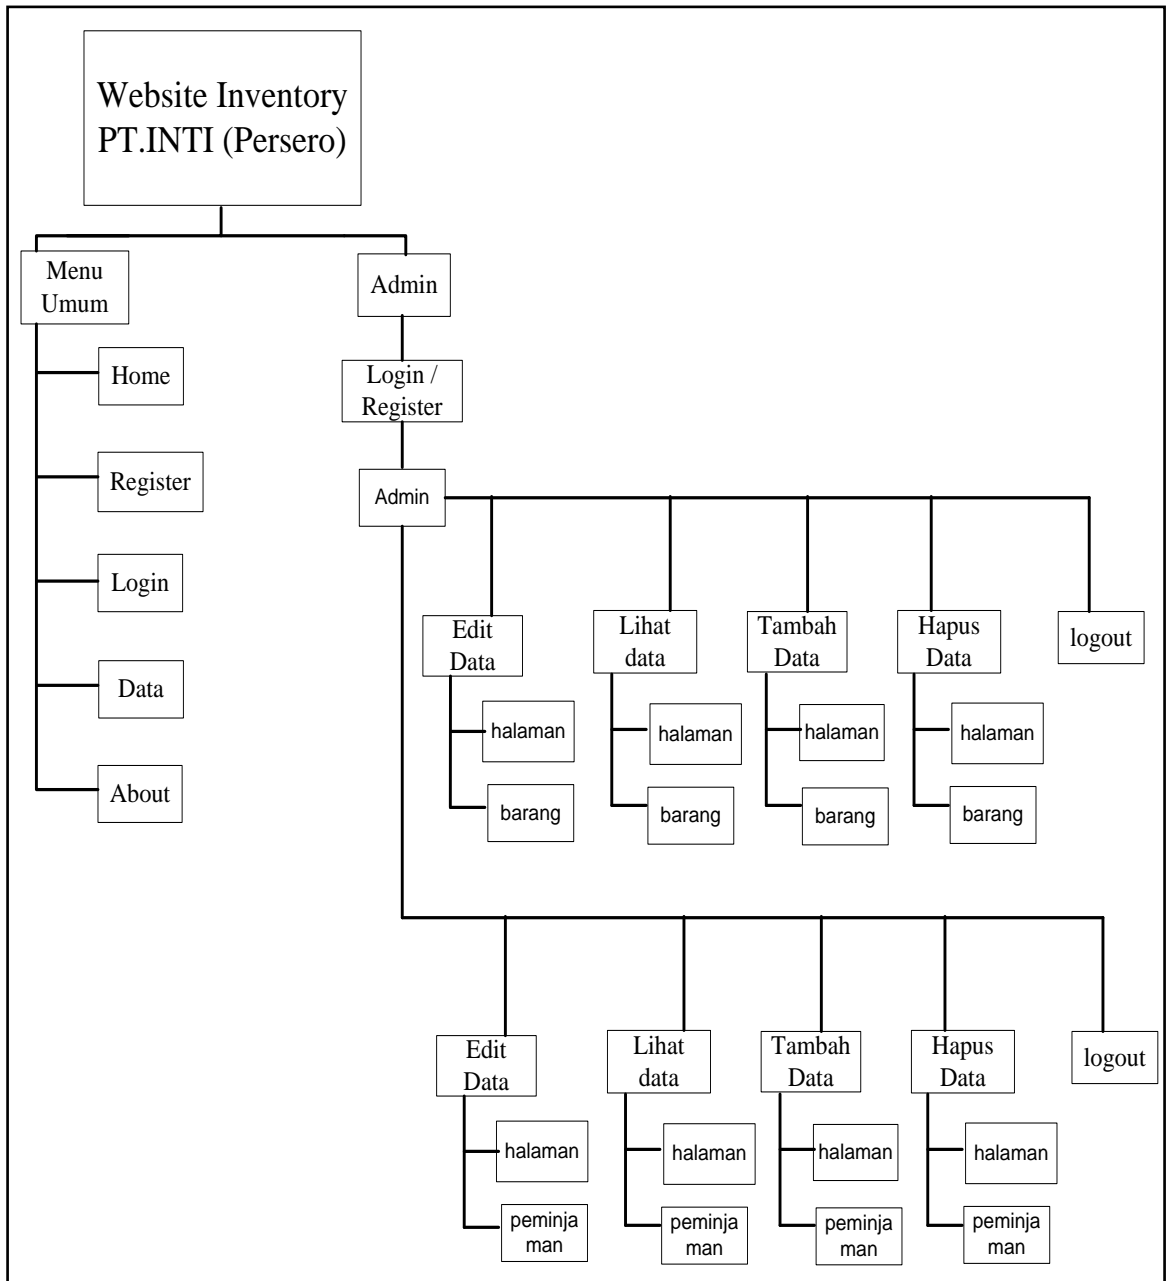 Website Inventory
PT.INTI (Persero)
Menu
Umum
Home
Register
Login
Data
About
Admin
Login /
Register
Admin
Edit
Data
halaman
barang
Lihat
data
halaman
barang
Tambah
Data
halaman
barang
Hapus
Data
halaman
barang
logout
Edit
Data
halaman
peminja
man
Lihat
data
halaman
peminja
man
Tambah
Data
halaman
peminja
man
Hapus
Data
halaman
peminja
man
logout